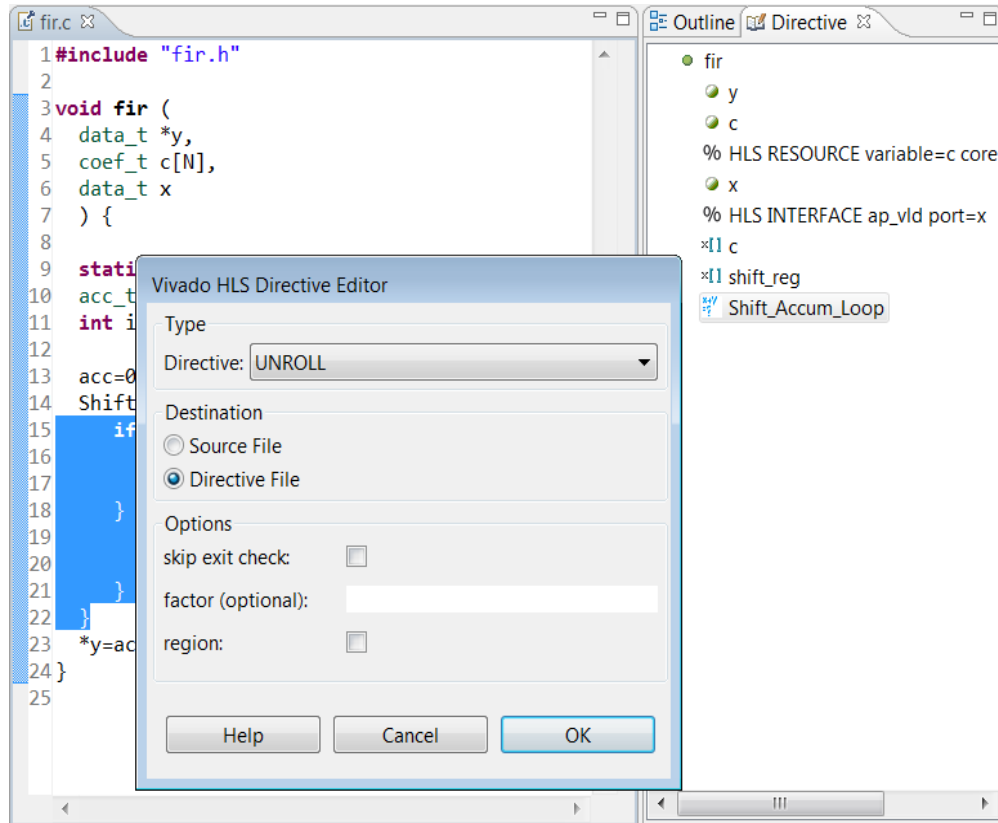 fir.c
1 #include "fir.h"
2
3 void fir (
4 data_t *y,
5 coef_t c[N],
6 data_t x
7 ) {
8
9 stati
10 acc_t
11 int i
12
13 acc=0
14 Shift
15 if
16
17
18 }
19
20
21 }
22 }
23 *y=ac
24 }
25
Vivado HLS Directive Editor
Type
Directive: UNROLL
Destination
Source File
Directive File
Options
skip exit check:
factor (optional):
region:
Help Cancel OK
Outline Directive
fir
y
c
% HLS RESOURCE variable=c core
x
% HLS INTERFACE ap_vld port=x
×[] c
×[] shift_reg
Shift_Accum_Loop